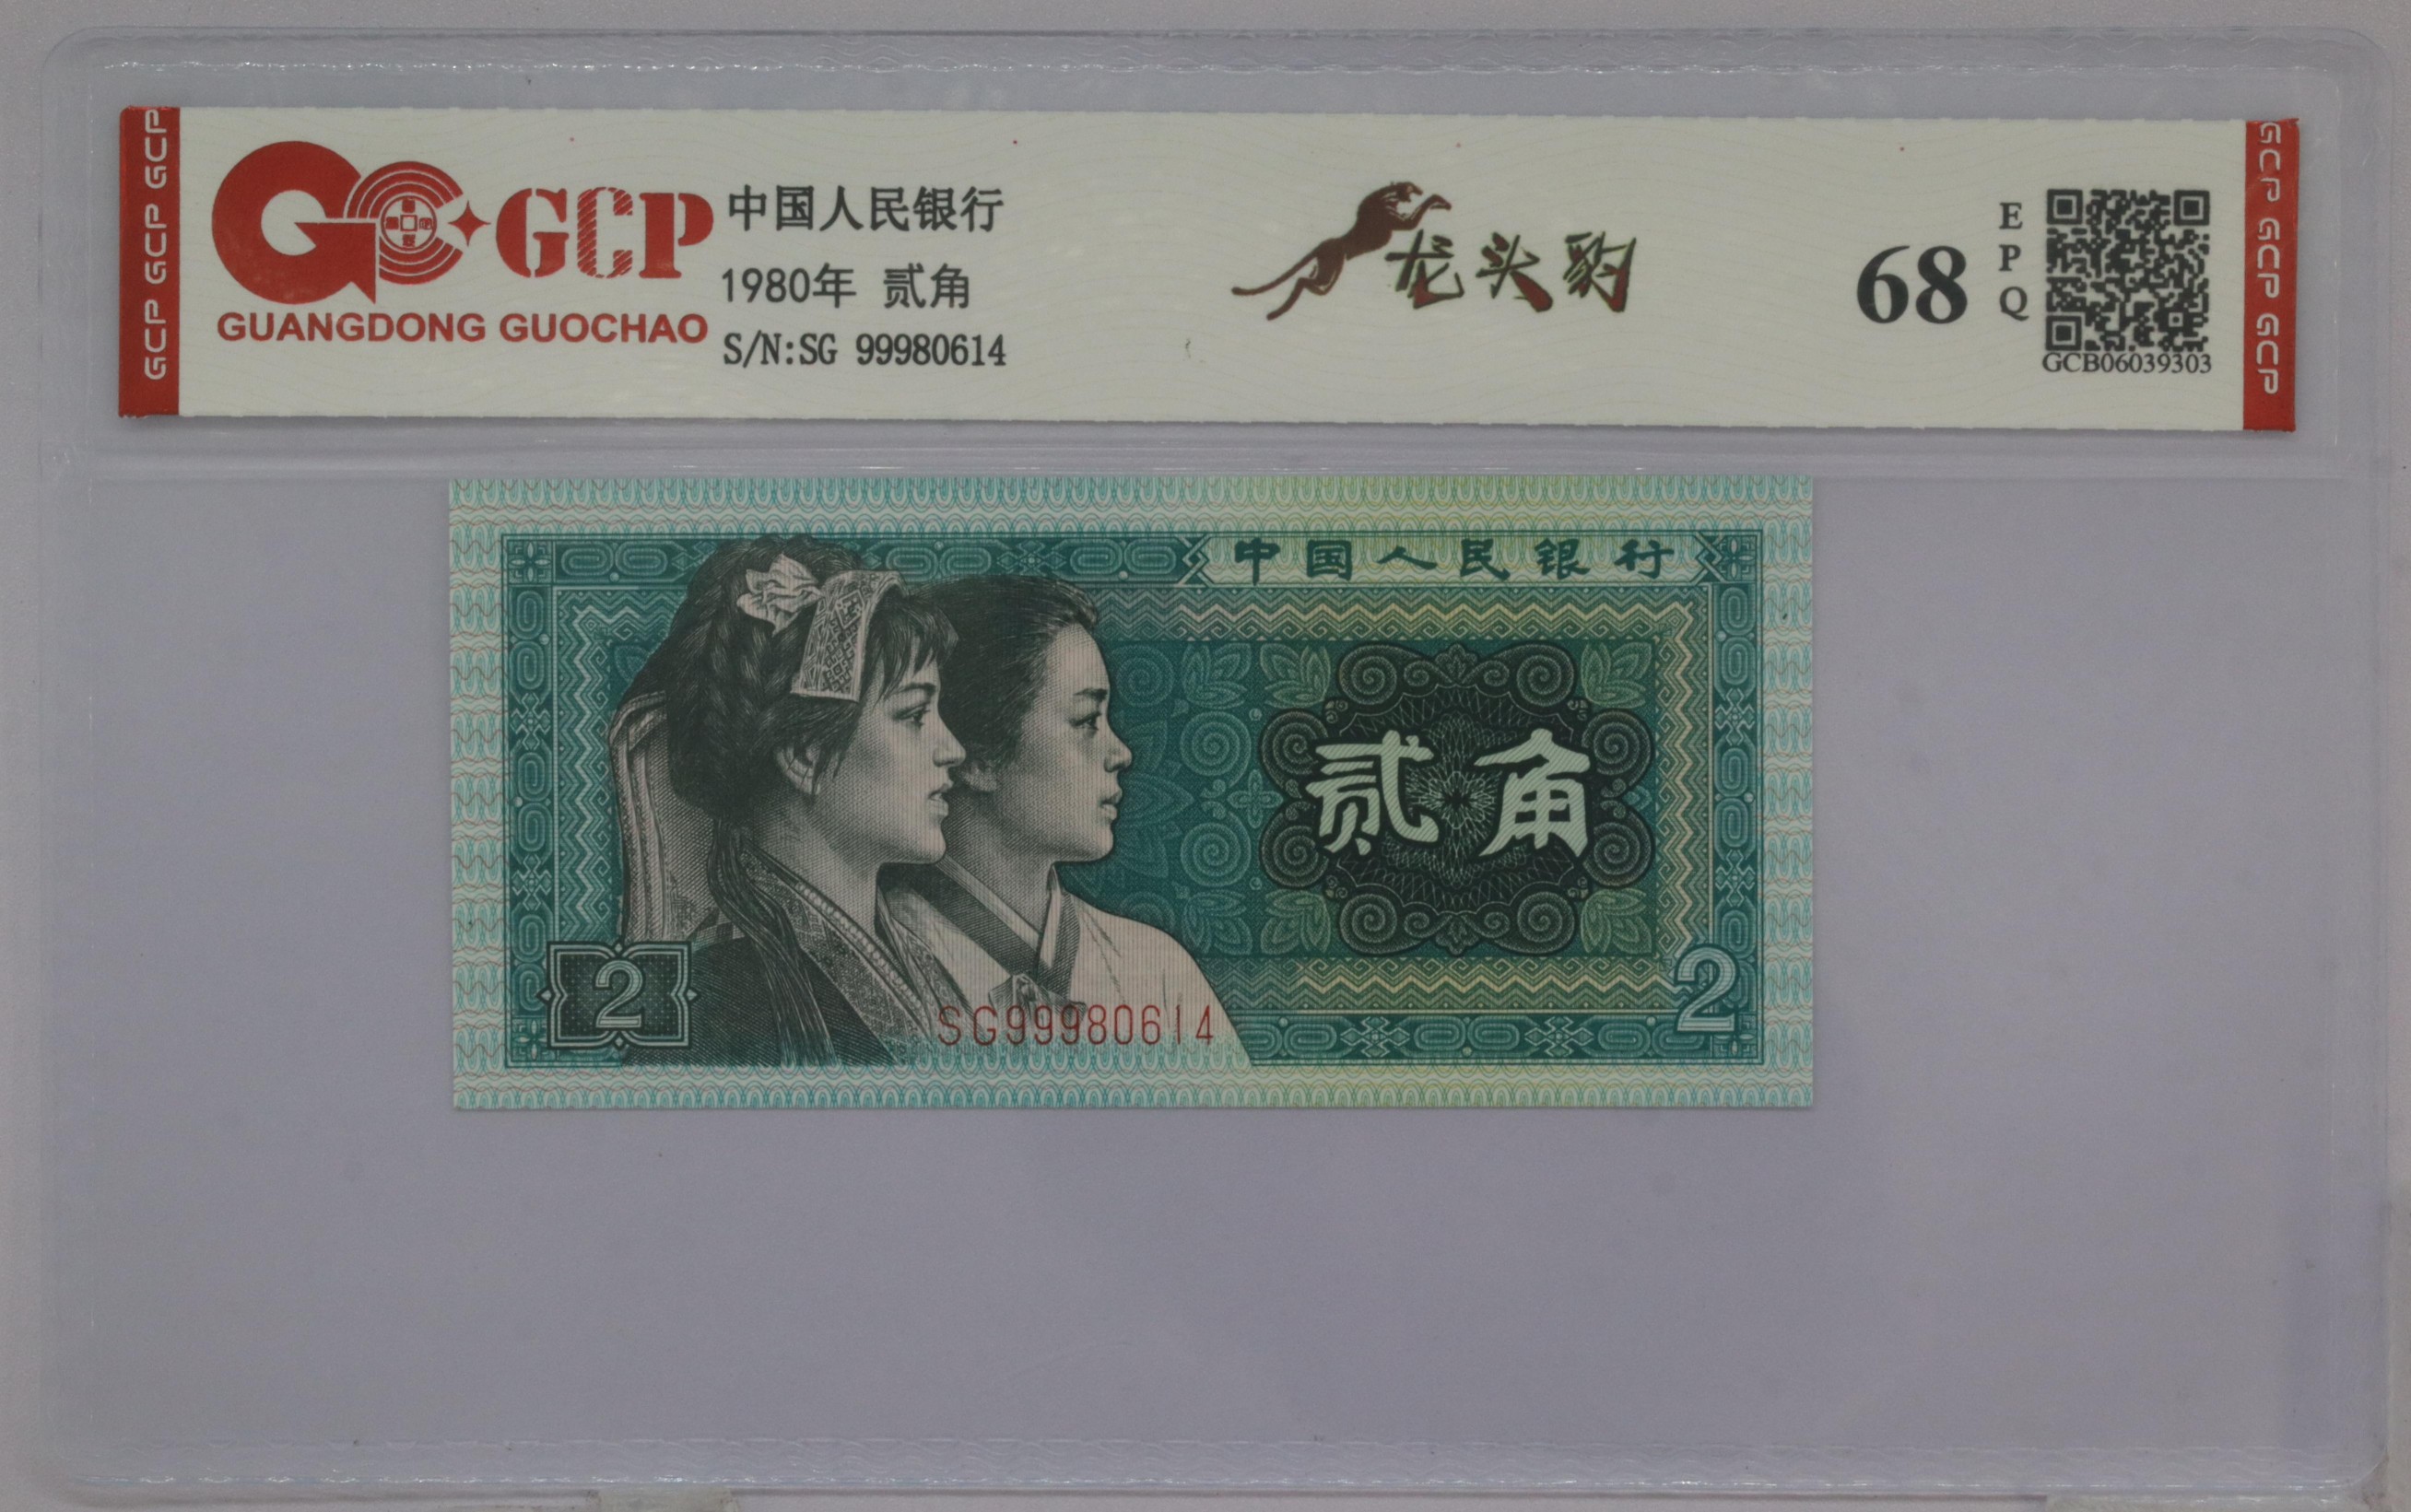 GCP GCP GCP
GCP
GUANGDONG GUOCHAO
中国人民银行
1980年 贰角
S/N:SG 99980614
龙头豹
68
EPQ
GCB06039303
GCP GCP GCP
中国人民银行
贰角
2
2
SG99980614